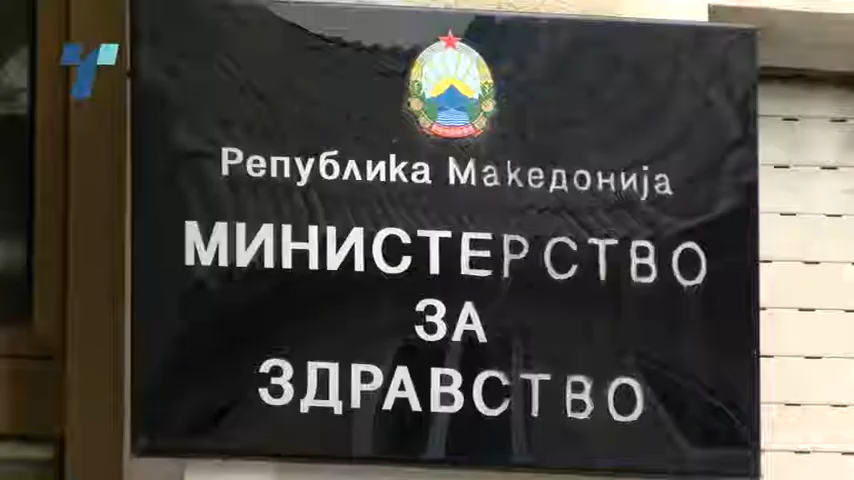 Република Македонија
МИНИСТЕРСТВО
ЗА
ЗДРАВСТВО